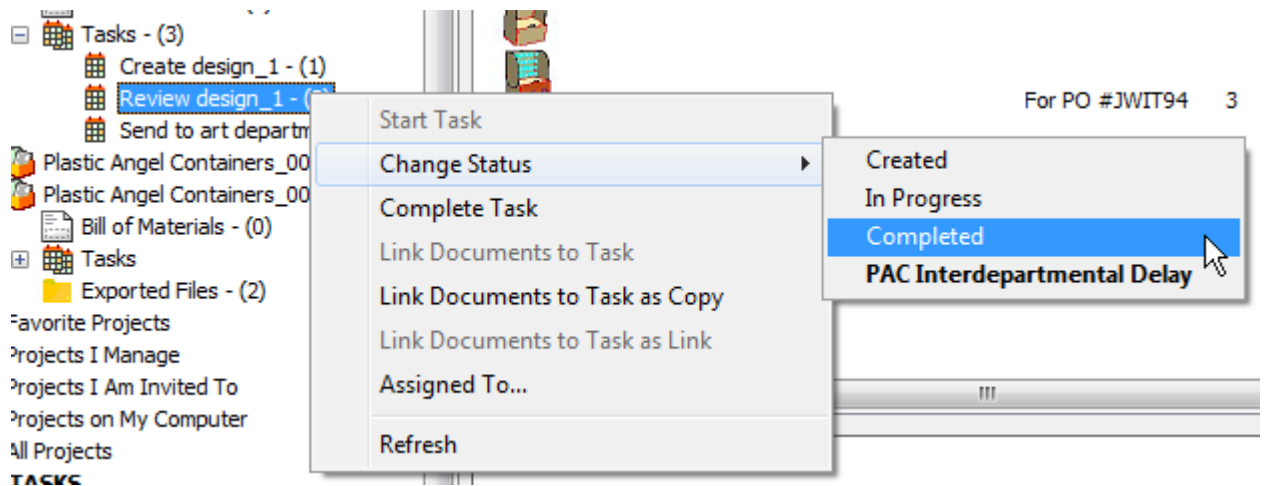 Tasks - (3)
Create design_1 - (1)
Review design_1 - (
Send to art departm
Plastic Angel Containers_00
Plastic Angel Containers_00
Bill of Materials - (0)
Tasks
Exported Files - (2)
Favorite Projects
Projects I Manage
Projects I Am Invited To
Projects on My Computer
All Projects
TASKS
Start Task
Change Status
Complete Task
Link Documents to Task
Link Documents to Task as Copy
Link Documents to Task as Link
Assigned To...
Refresh
For PO #JWIT94 3
Created
In Progress
Completed
PAC Interdepartmental Delay